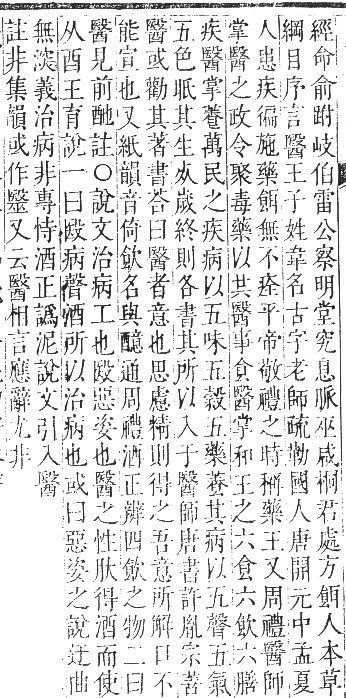 經命俞跗岐伯雷公察明堂究息脈巫咸桐君處方餌人本草
綱目序言醫王子姓韋名古字老師疏勒國人唐開元中孟夏
人患疾徧施藥餌無不痊平帝敬禮之時稱藥王又周禮醫師
掌醫之政令聚毒藥以共醫事食醫掌和王之六食六飮六膳
疾醫掌養萬民之疾病以五味五穀五藥養其病以五聲五氣
五色眂其生死歲終則各書其所以入于醫師唐書許胤宗善
醫或勸其著書荅曰醫者意也思慮精則得之吾意所解口不
能宣也又紙韻音倚飮名與醷通周禮酒正辨四飮之物二曰
醫見前酏註○說文治病工也殹惡姿也醫之性肰得酒而使
从酉王育說一曰殹病聲酒所以治病也或曰惡姿之說迂曲
無淡義治病非專恃酒正譌泥說文引入醫
註非集韻或作毉又云醫相言應辭尤非